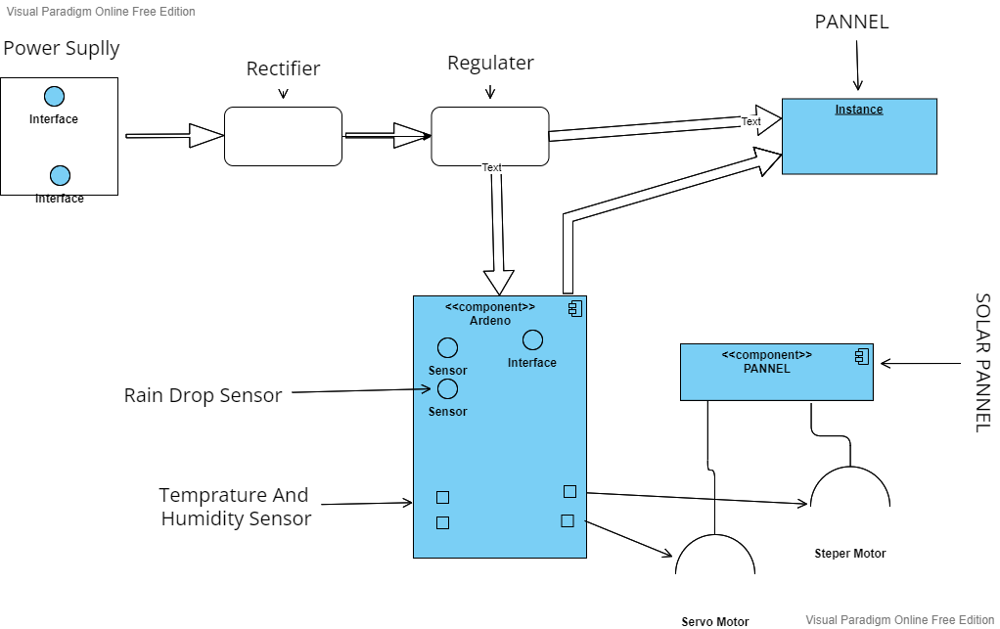 Visual Paradigm Online Free Edition
PANNEL
Power Suplly
Rectifier
Regulater
Interface
Interface
Text
Instance
Text
<<component>>
Ardeno
Sensor
Interface
Sensor
Rain Drop Sensor
Temprature And
Humidity Sensor
<<component>>
PANNEL
SOLAR PANNEL
Steper Motor
Servo Motor
Visual Paradigm Online Free Edition